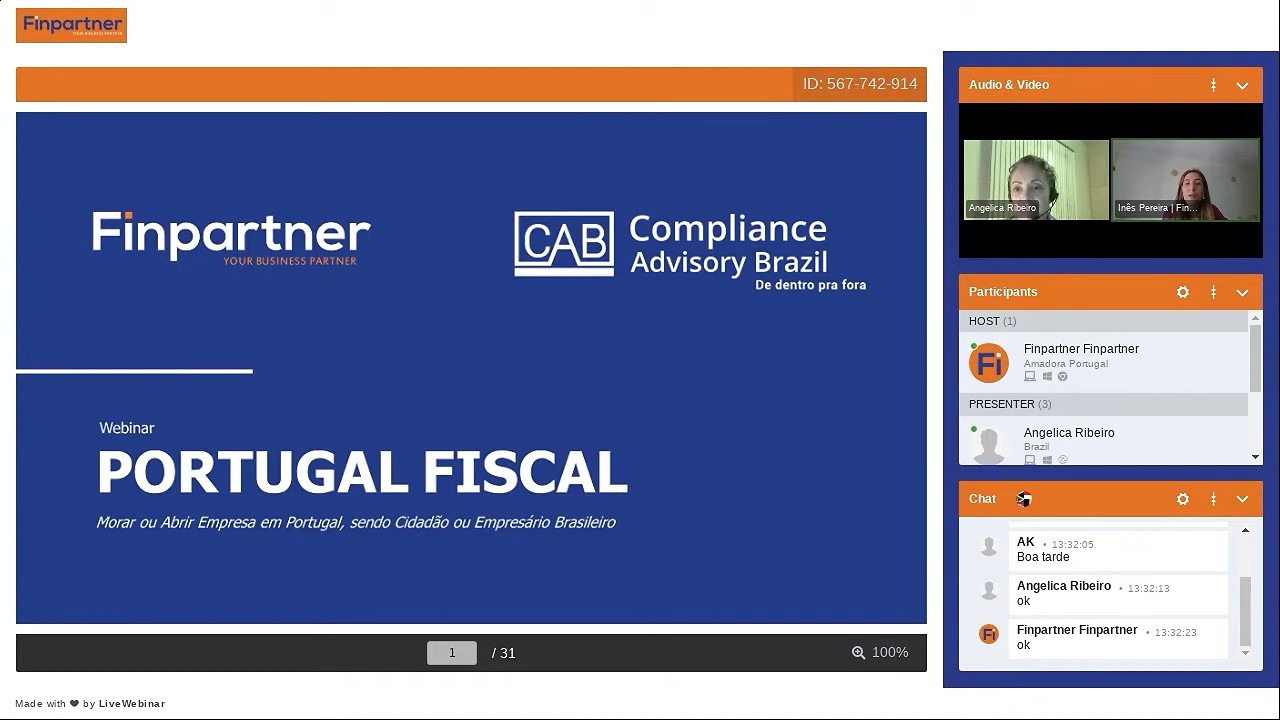 Finpartner
YOUR BUSINESS PARTNER
ID: 567-742-914
Finpartner
YOUR BUSINESS PARTNER
CAB
Compliance
Advisory Brazil
De dentro pra fora
Webinar
PORTUGAL FISCAL
Morar ou Abrir Empresa em Portugal, sendo Cidadão ou Empresário Brasileiro
1 / 31
100%
Made with ❤ by LiveWebinar
Audio & Video
Angelica Ribeiro
Inês Pereira | Fin...
Participants
HOST (1)
Fi
Finpartner Finpartner
Amadora Portugal
PRESENTER (3)
Angelica Ribeiro
Brazil
Chat
AK • 13:32:05
Boa tarde
Angelica Ribeiro • 13:32:13
ok
Fi
Finpartner Finpartner • 13:32:23
ok